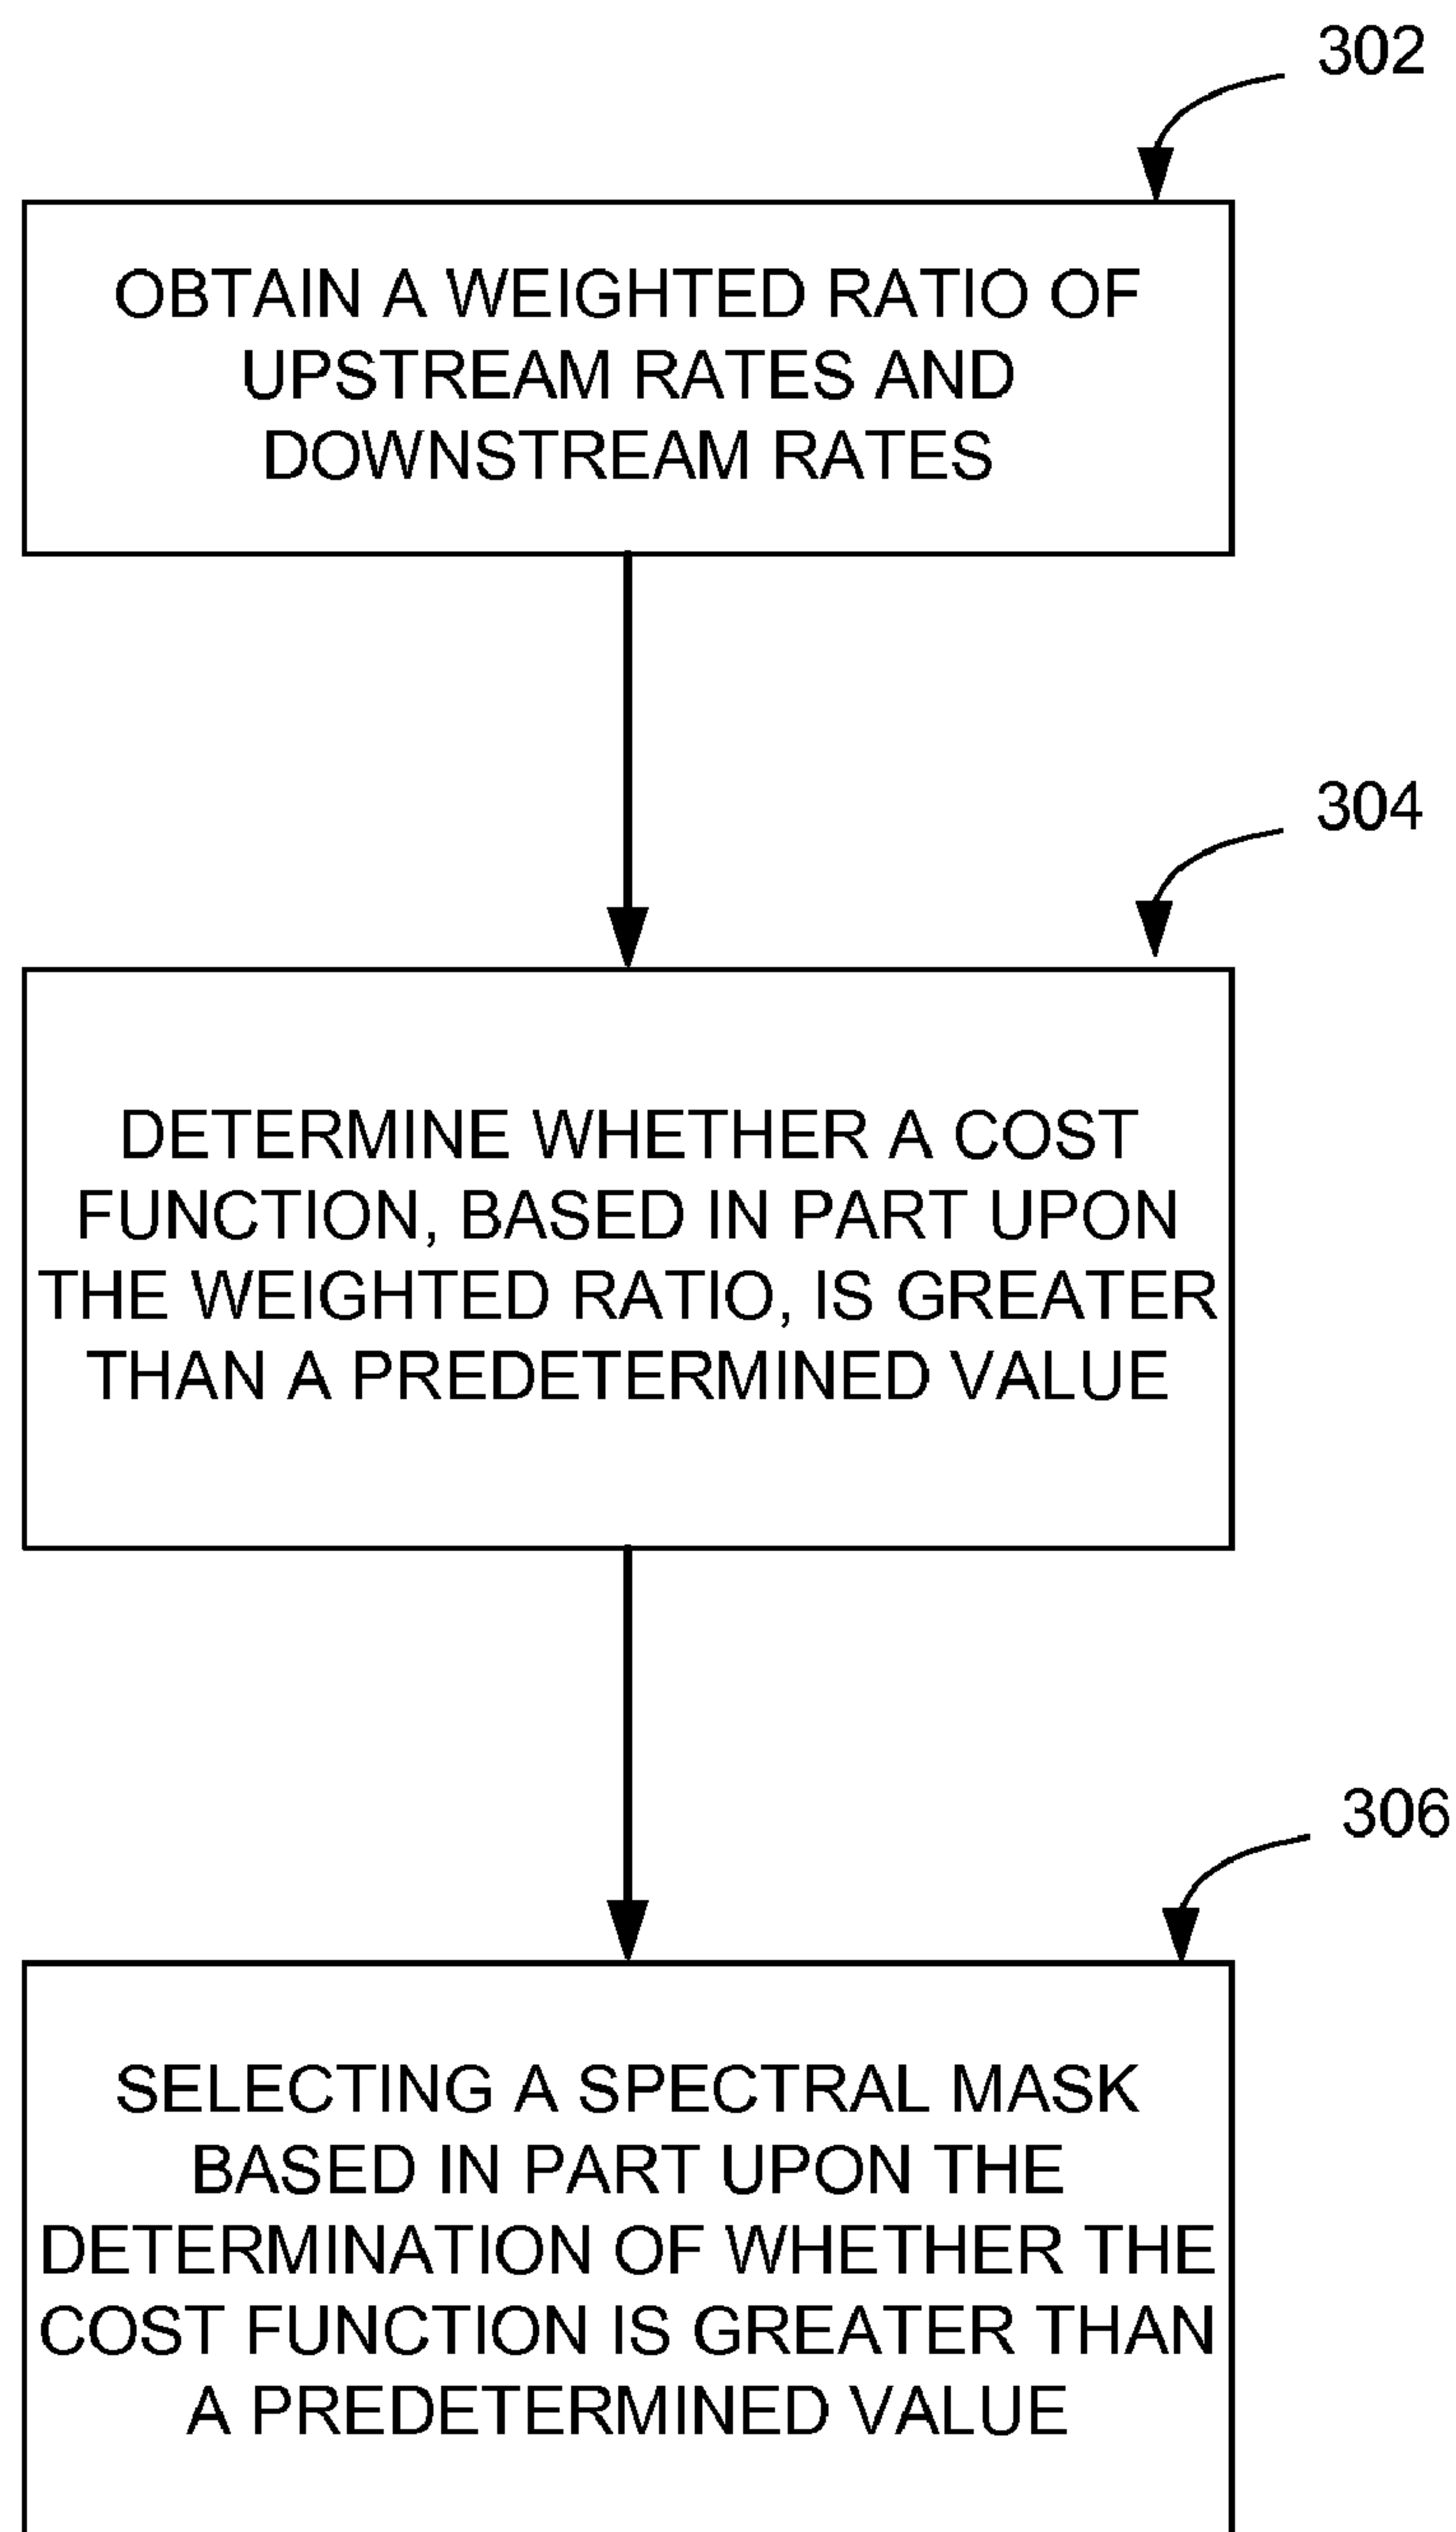 302
OBTAIN A WEIGHTED RATIO OF
UPSTREAM RATES AND
DOWNSTREAM RATES
304
DETERMINE WHETHER A COST
FUNCTION, BASED IN PART UPON
THE WEIGHTED RATIO, IS GREATER
THAN A PREDETERMINED VALUE
306
SELECTING A SPECTRAL MASK
BASED IN PART UPON THE
DETERMINATION OF WHETHER THE
COST FUNCTION IS GREATER THAN
A PREDETERMINED VALUE